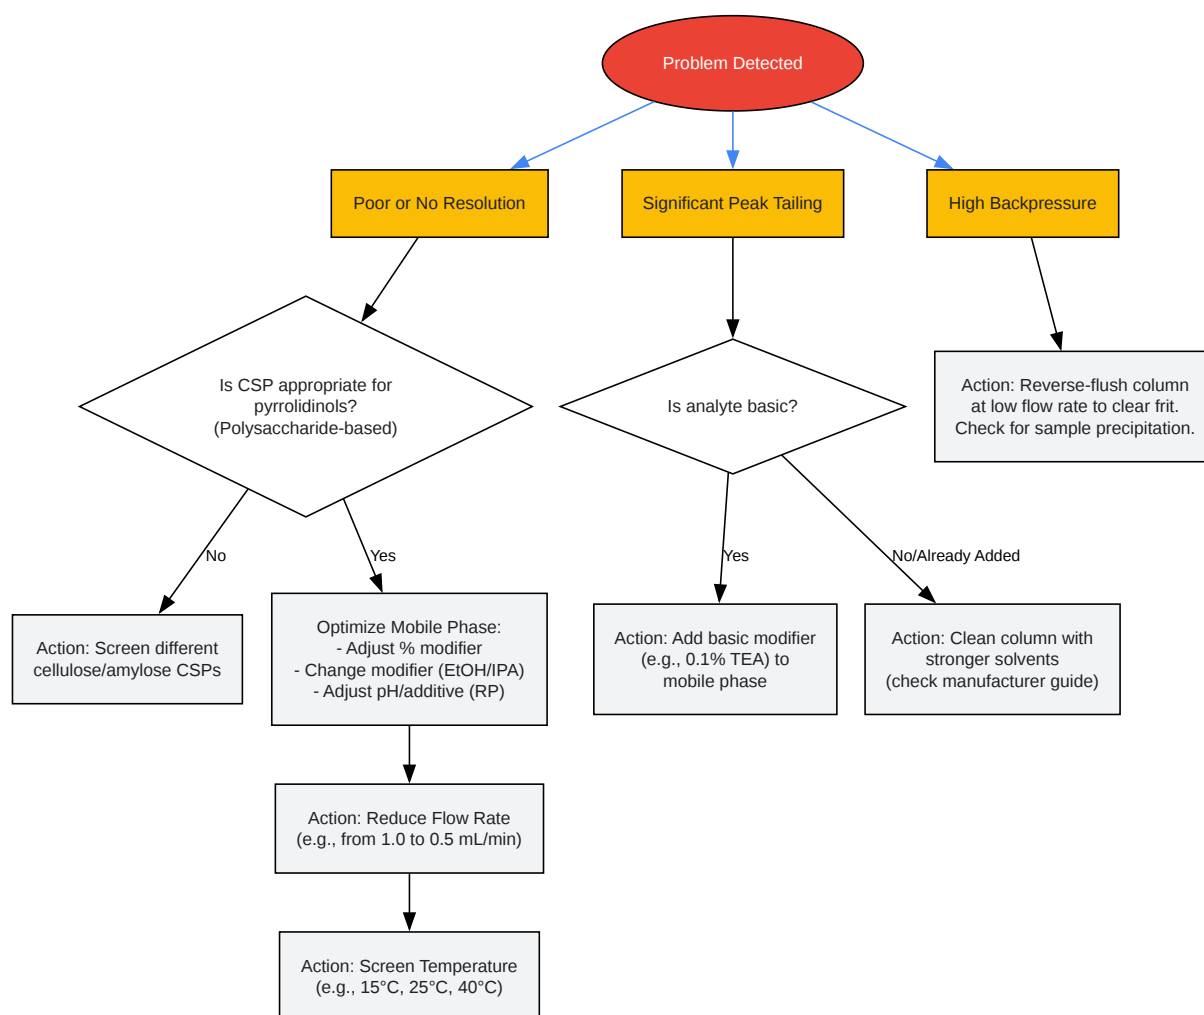 Problem Detected
Poor or No Resolution
Significant Peak Tailing
High Backpressure
Is CSP appropriate for
pyrrolidinols?
(Polysaccharide-based)
Is analyte basic?
Action: Reverse-flush column
at low flow rate to clear frit.
Check for sample precipitation.
No
Yes
Yes
No/Already Added
Action: Screen different
cellulose/amylose CSPs
Optimize Mobile Phase:
- Adjust % modifier
- Change modifier (EtOH/IPA)
- Adjust pH/additive (RP)
Action: Add basic modifier
(e.g., 0.1% TEA) to
mobile phase
Action: Clean column with
stronger solvents
(check manufacturer guide)
Action: Reduce Flow Rate
(e.g., from 1.0 to 0.5 mL/min)
Action: Screen Temperature
(e.g., 15°C, 25°C, 40°C)